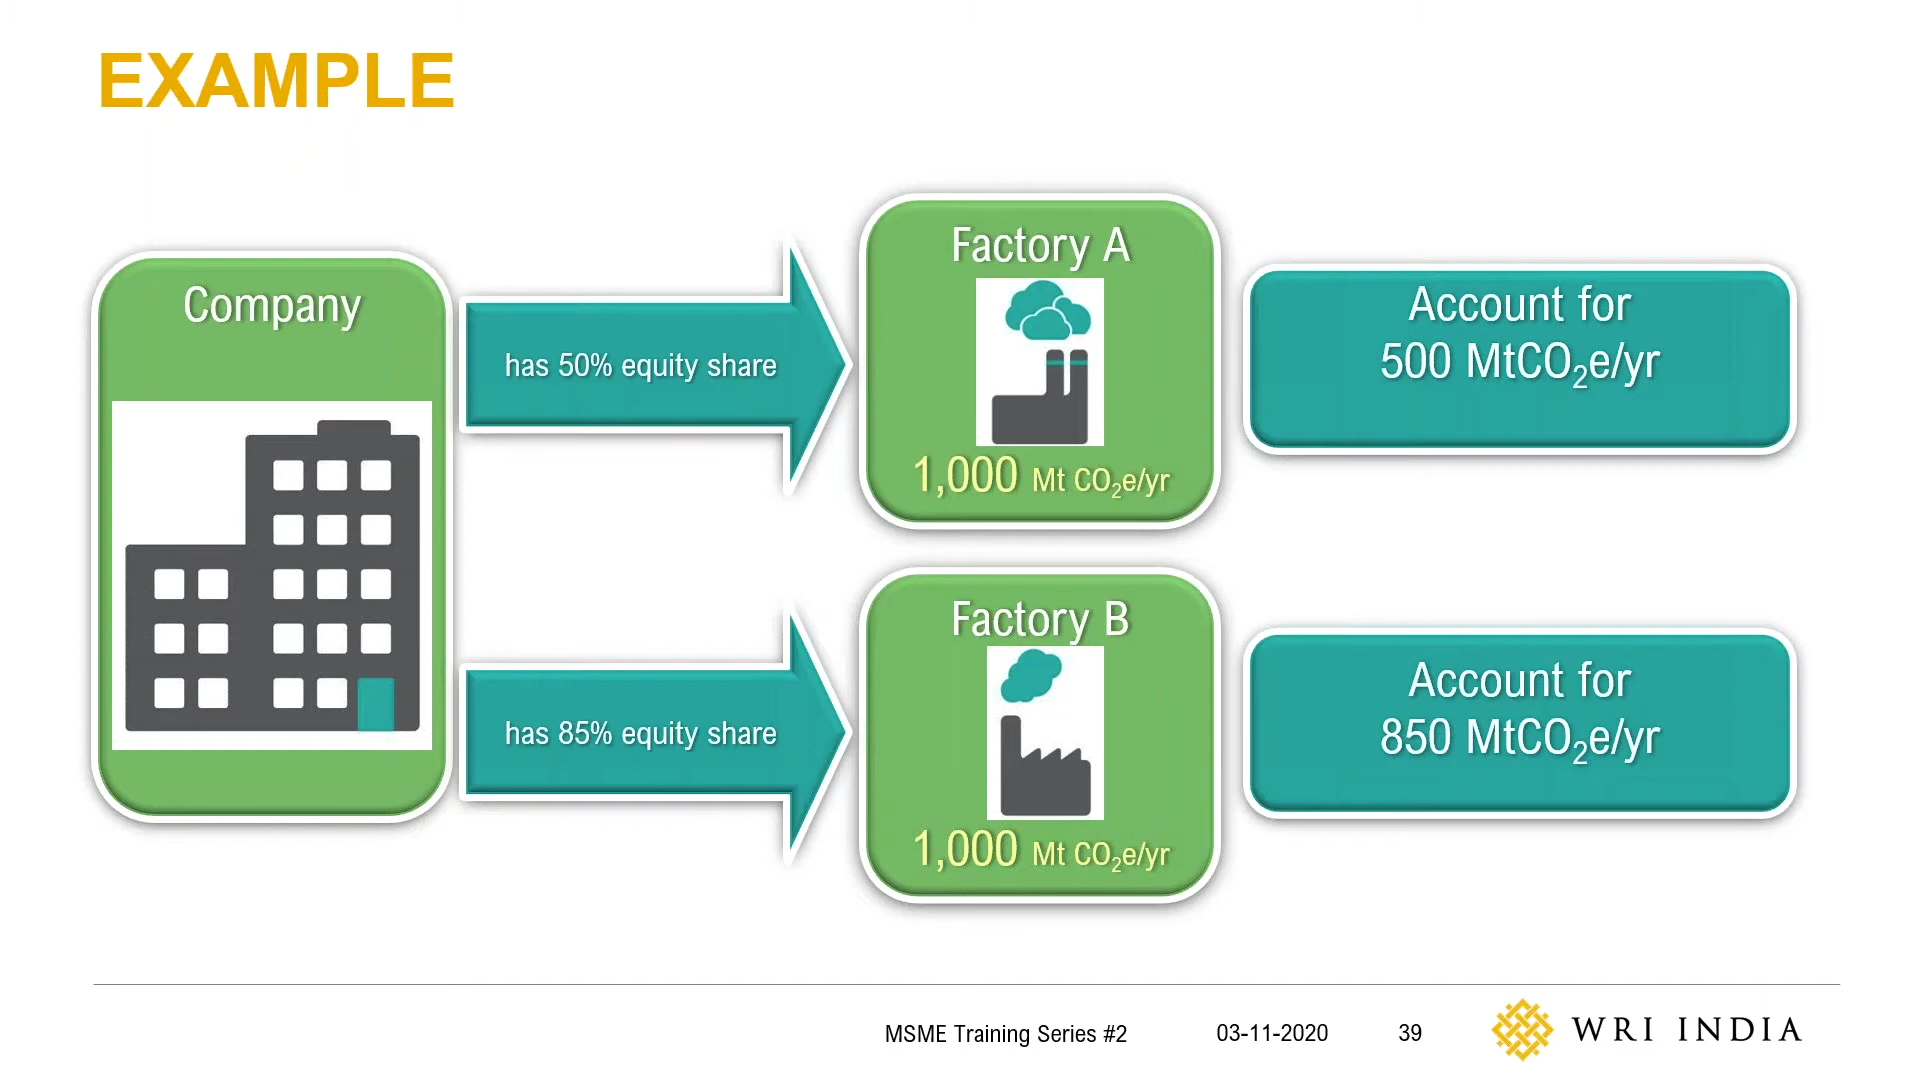 EXAMPLE
Company
has 50% equity share
Factory A
1,000 Mt CO₂e/yr
Account for
500 MtCO₂e/yr
has 85% equity share
Factory B
1,000 Mt CO₂e/yr
Account for
850 MtCO₂e/yr
MSME Training Series #2
03-11-2020
39
WRI INDIA